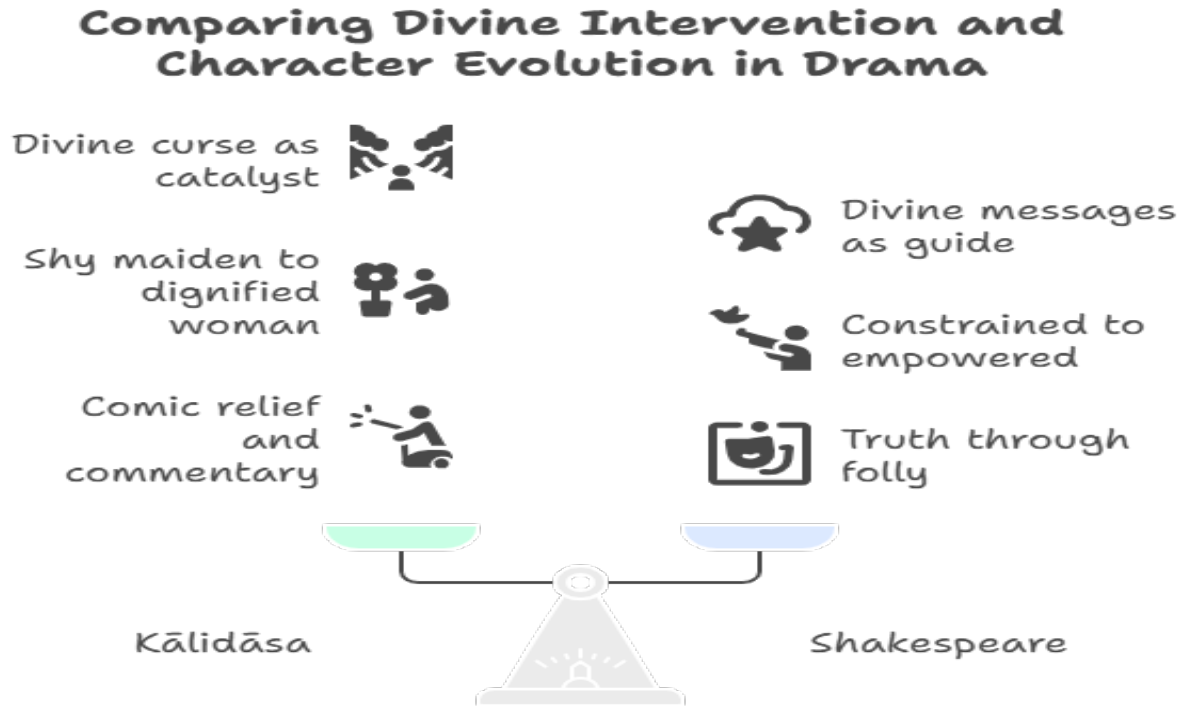 Comparing Divine Intervention and
Character Evolution in Drama
Divine curse as
catalyst
Shy maiden to
dignified
woman
Comic relief
and
commentary
Divine messages
as guide
Constrained to
empowered
Truth through
folly
Kālidāsa
Shakespeare